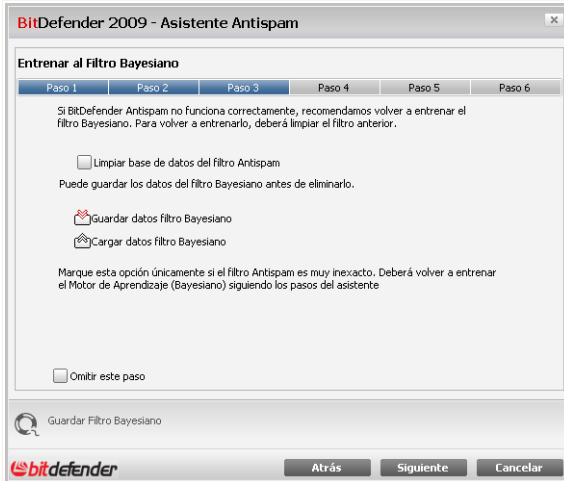 BitDefender 2009 - Asistente Antispam
x
Entrenar al Filtro Bayesiano
Paso 1 Paso 2 Paso 3 Paso 4 Paso 5 Paso 6
Si BitDefender Antispam no funciona correctamente, recomendamos volver a entrenar el
filtro Bayesiano. Para volver a entrenarlo, deberá limpiar el filtro anterior.
Limpiar base de datos del filtro Antispam
Puede guardar los datos del filtro Bayesiano antes de eliminarlo.
Guardar datos filtro Bayesiano
Cargar datos filtro Bayesiano
Marque esta opción únicamente si el filtro Antispam es muy inexacto. Deberá volver a entrenar
el Motor de Aprendizaje (Bayesiano) siguiendo los pasos del asistente
Omitir este paso
Guardar Filtro Bayesiano
bitdefender
Atrás Siguiente Cancelar